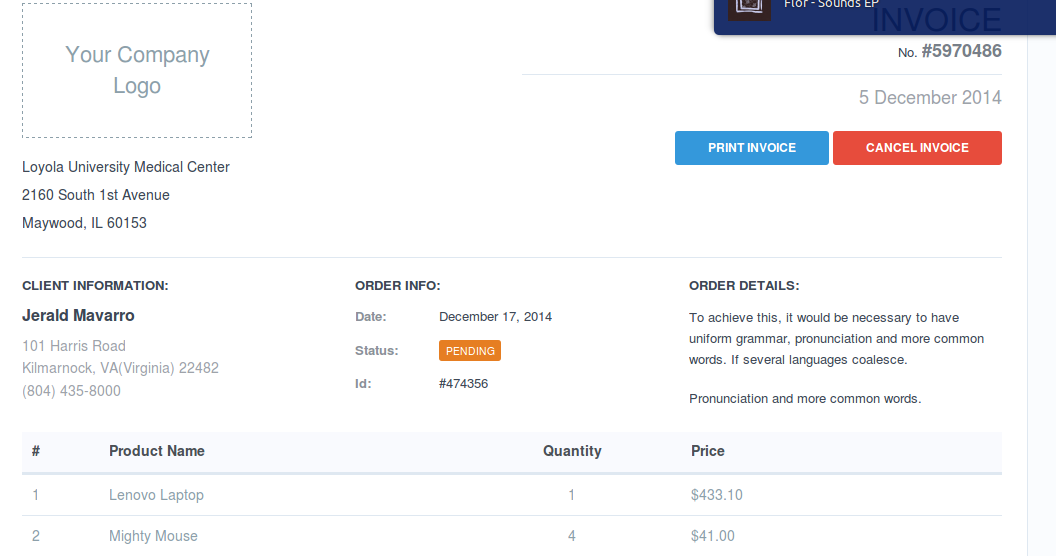 Flor - Sounds EP
INVOICE
Your Company
Logo
No. #5970486
5 December 2014
PRINT INVOICE
CANCEL INVOICE
Loyola University Medical Center
2160 South 1st Avenue
Maywood, IL 60153
CLIENT INFORMATION:
Jerald Mavarro
101 Harris Road
Kilmarnock, VA(Virginia) 22482
(804) 435-8000
ORDER INFO:
Date: December 17, 2014
Status: PENDING
Id: #474356
ORDER DETAILS:
To achieve this, it would be necessary to have
uniform grammar, pronunciation and more common
words. If several languages coalesce.
Pronunciation and more common words.
# Product Name Quantity Price
1 Lenovo Laptop 1 $433.10
2 Mighty Mouse 4 $41.00